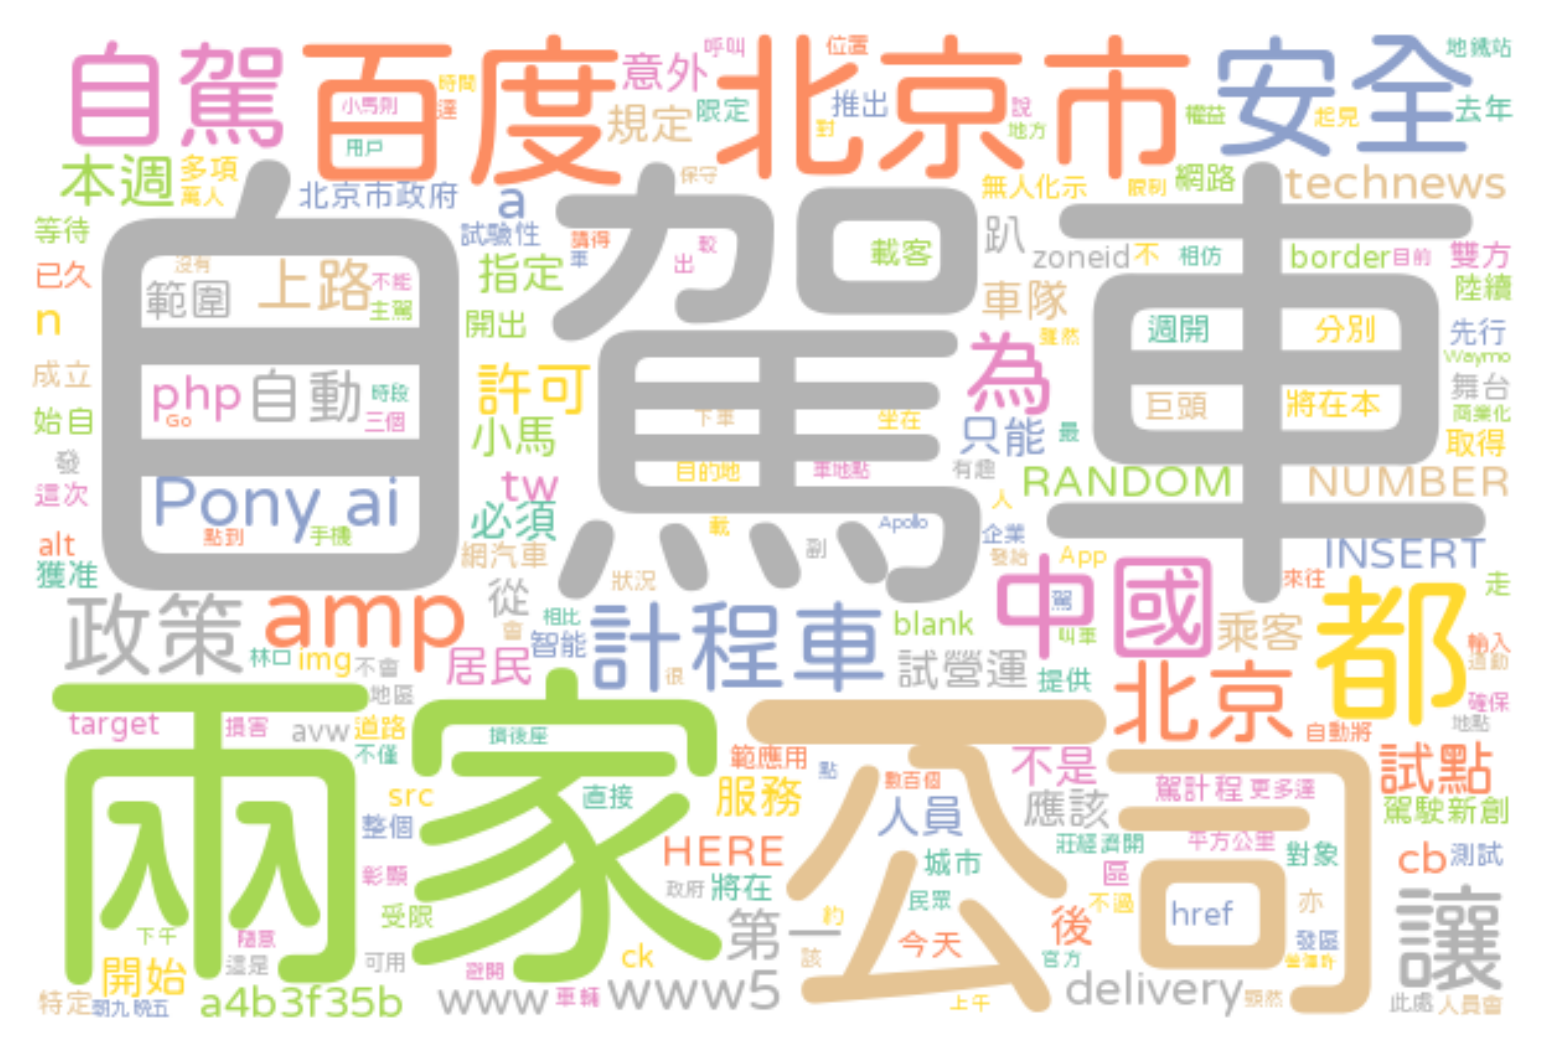 自駕 百度 北京市 安全
呼叫 位置 地鐵站
意外 時間 小馬則 達 用戶
規定 限定 推出 對 說 地方 權益 起見 去年
本週 多項 萬人 北京市政府 a 保守 無人化示 限制 網路 technews
自駕車
等待 試驗性 請得 車 較 出 載客 趴 zoneid 不 相仿 border 目前 雙方
已久 沒有 範圍 上路 不能 主駕 指定 車隊 陸續
n 開出 雖然 週開 分別 先行
成立 php 自動 時段 三個 Go 許可 為 Waymo 舞台
始自 小馬 下車 坐在 只能 最 巨頭 將在本 商業化 取得
發 這次 tw 目的地 車地點 有趣 RANDOM NUMBER
Pony ai 點到 手機 必須 載 副 Apollo 人 企業
alt 獲准 網汽車 狀況 發給 App INSERT
政策 amp 從 相比 會 計程車 中國 駕 來往 走 都
林口 img 不會 居民 智能 很 blank 試營運 叫車 提供 乘客 輸入
兩家公司
地區 北京 確保 地點
target 損害 avw 道路 不僅 自動將
範應用 點 不是 試點
src 直接 服務 數百個 駕計程 更多達
整個 人員 應該 駕駛新創
HERE 城市 平方公里 對象 cb 測試
彰顯 政府 將在 區
受限 第一 民眾 約 後 不過 href 亦 讓
下午 隨意 今天 發區
開始 這是 可用 避開 ck 該 官方
特定 朝九晚五 a4b3f35b www 車輛 www5 上午 delivery 顯然 此處 人員會